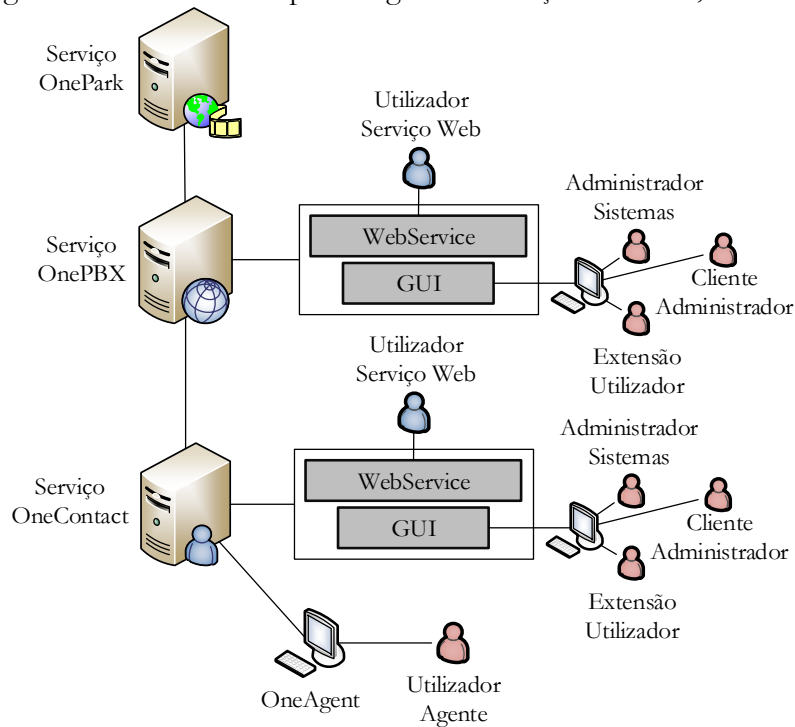 Serviço
OnePark
Utilizador
Serviço Web
Administrador
Sistemas
Serviço
OnePBX
WebService
GUI
Cliente
Administrador
Extensão
Utilizador
Utilizador
Serviço Web
Administrador
Sistemas
Serviço
OneContact
WebService
GUI
Cliente
Administrador
Extensão
Utilizador
OneAgent
Utilizador
Agente